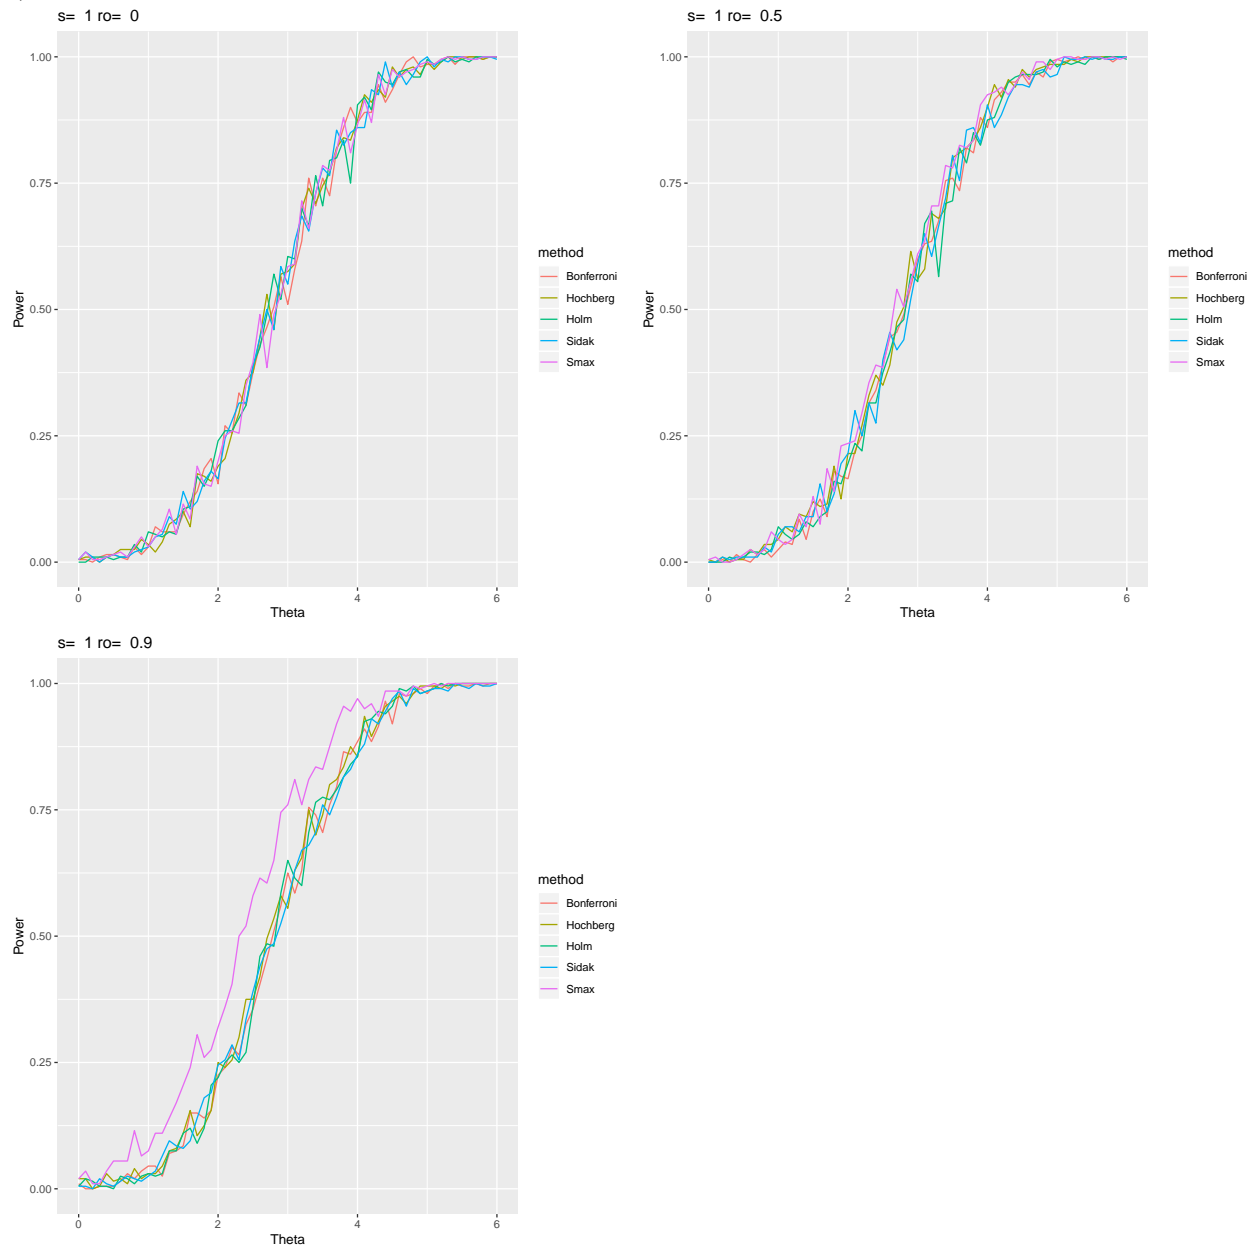 s=  1 ro=  0
1.00
0.75
0.50
0.25
0.00
0
2
4
6
Theta
Power
method
Bonferroni
Hochberg
Holm
Sidak
Smax
s=  1 ro=  0.5
1.00
0.75
0.50
0.25
0.00
0
2
4
6
Theta
Power
method
Bonferroni
Hochberg
Holm
Sidak
Smax
s=  1 ro=  0.9
1.00
0.75
0.50
0.25
0.00
0
2
4
6
Theta
Power
method
Bonferroni
Hochberg
Holm
Sidak
Smax